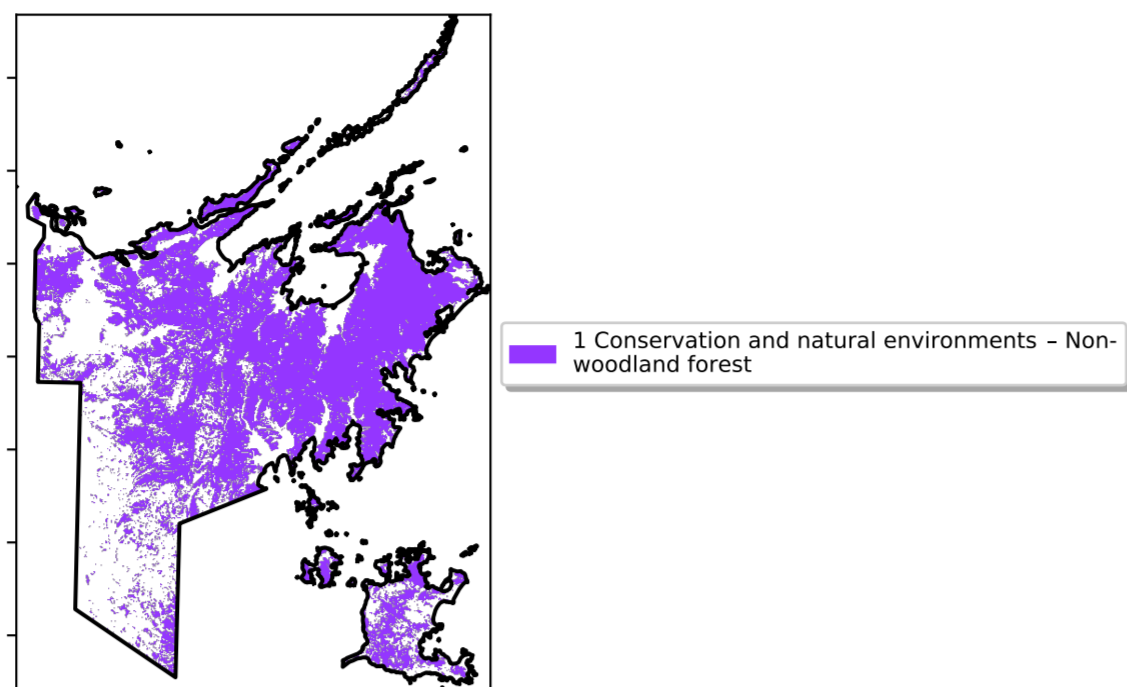 1 Conservation and natural environments – Non-
woodland forest